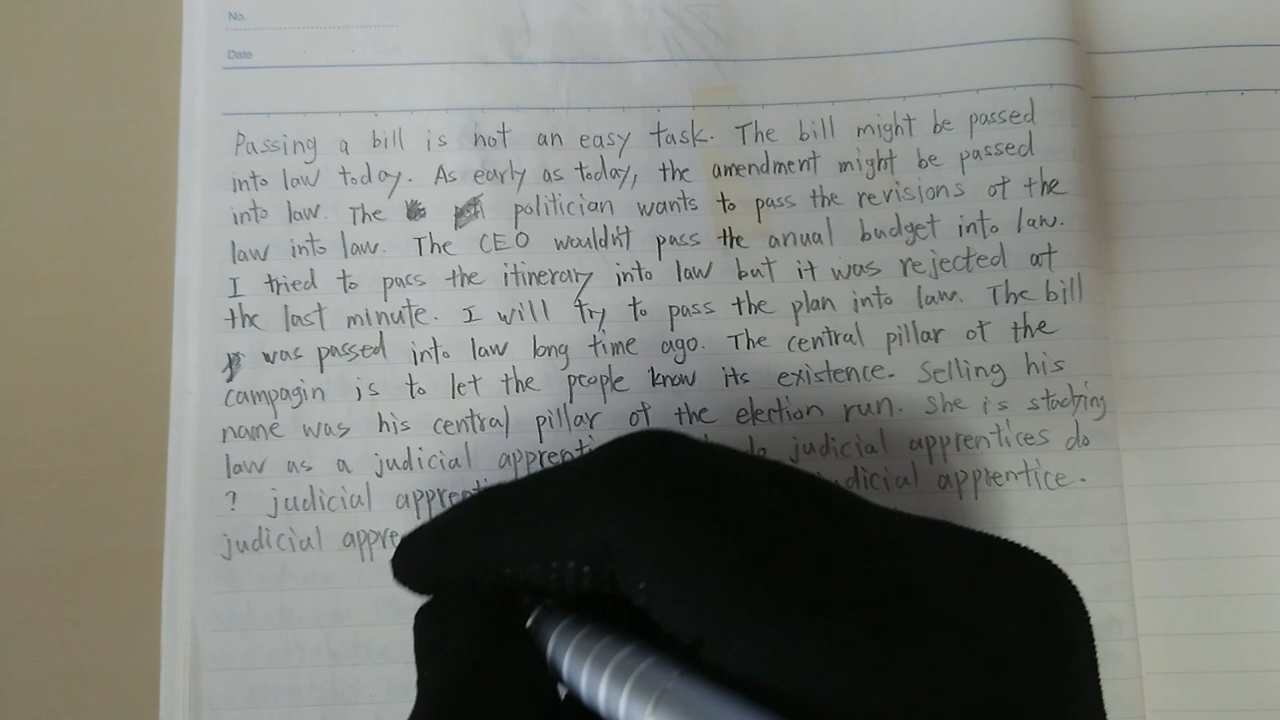 No.
Date
Passing a bill is not an easy task. The bill might be passed
into law today. As early as today, the amendment might be passed
into law. The politician wants to pass the revisions of the
law into law. The CEO wouldn't pass the anual budget into law.
I tried to pass the itinerary into law but it was rejected at
the last minute. I will try to pass the plan into law. The bill
was passed into law long time ago. The central pillar of the
campagin is to let the people know its existence. Selling his
name was his central pillar of the election run. She is studying
law as a judicial judicial apprentices do
? judicial apprentice.
judicial